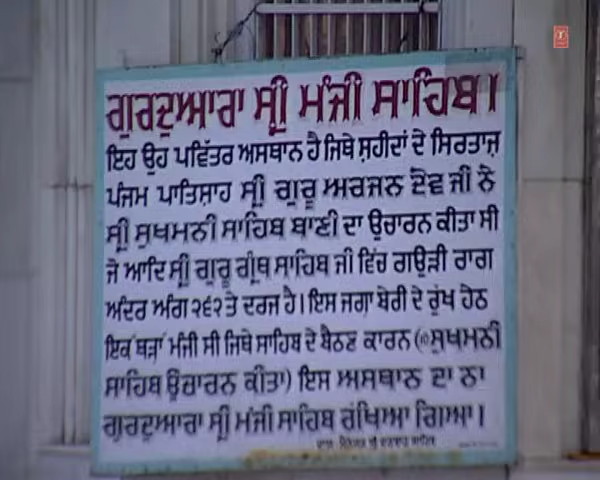 ਗੁਰਦੁਆਰਾ ਸ੍ਰੀ ਮੰਜੀ ਸਾਹਿਬ।
ਇਹ ਉਹ ਪਵਿੱਤਰ ਅਸਥਾਨ ਹੈ ਜਿਥੇ ਸ਼ਹੀਦਾਂ ਦੇ ਸਿਰਤਾਜ਼
ਪੰਜਮ ਪਾਤਿਸ਼ਾਹ ਸ੍ਰੀ ਗੁਰੂ ਅਰਜਨ ਦੇਵ ਜੀ ਨੇ
ਸ੍ਰੀ ਸੁਖਮਨੀ ਸਾਹਿਬ ਬਾਣੀ ਦਾ ਉਚਾਰਨ ਕੀਤਾ ਸੀ
ਜੋ ਆਦਿ ਸ੍ਰੀ ਗੁਰੂ ਗ੍ਰੰਥ ਸਾਹਿਬ ਜੀ ਵਿੱਚ ਗਉੜੀ ਰਾਗ
ਅੰਦਰ ਅੰਗ ੨੬੨ ਤੇ ਦਰਜ ਹੈ। ਇਸ ਜਗ੍ਹਾ ਬੇਰੀ ਦੇ ਰੁੱਖ ਹੇਠ
ਇਕ ਥੜਾ ਮੰਜੀ ਸੀ ਜਿਥੇ ਸਾਹਿਬ ਦੇ ਬੈਠਣ ਕਾਰਨ (ਸੁਖਮਨੀ
ਸਾਹਿਬ ਉਚਾਰਨ ਕੀਤਾ) ਇਸ ਅਸਥਾਨ ਦਾ ਨਾ
ਗੁਰਦੁਆਰਾ ਸ੍ਰੀ ਮੰਜੀ ਸਾਹਿਬ ਰੱਖਿਆ ਗਿਆ।